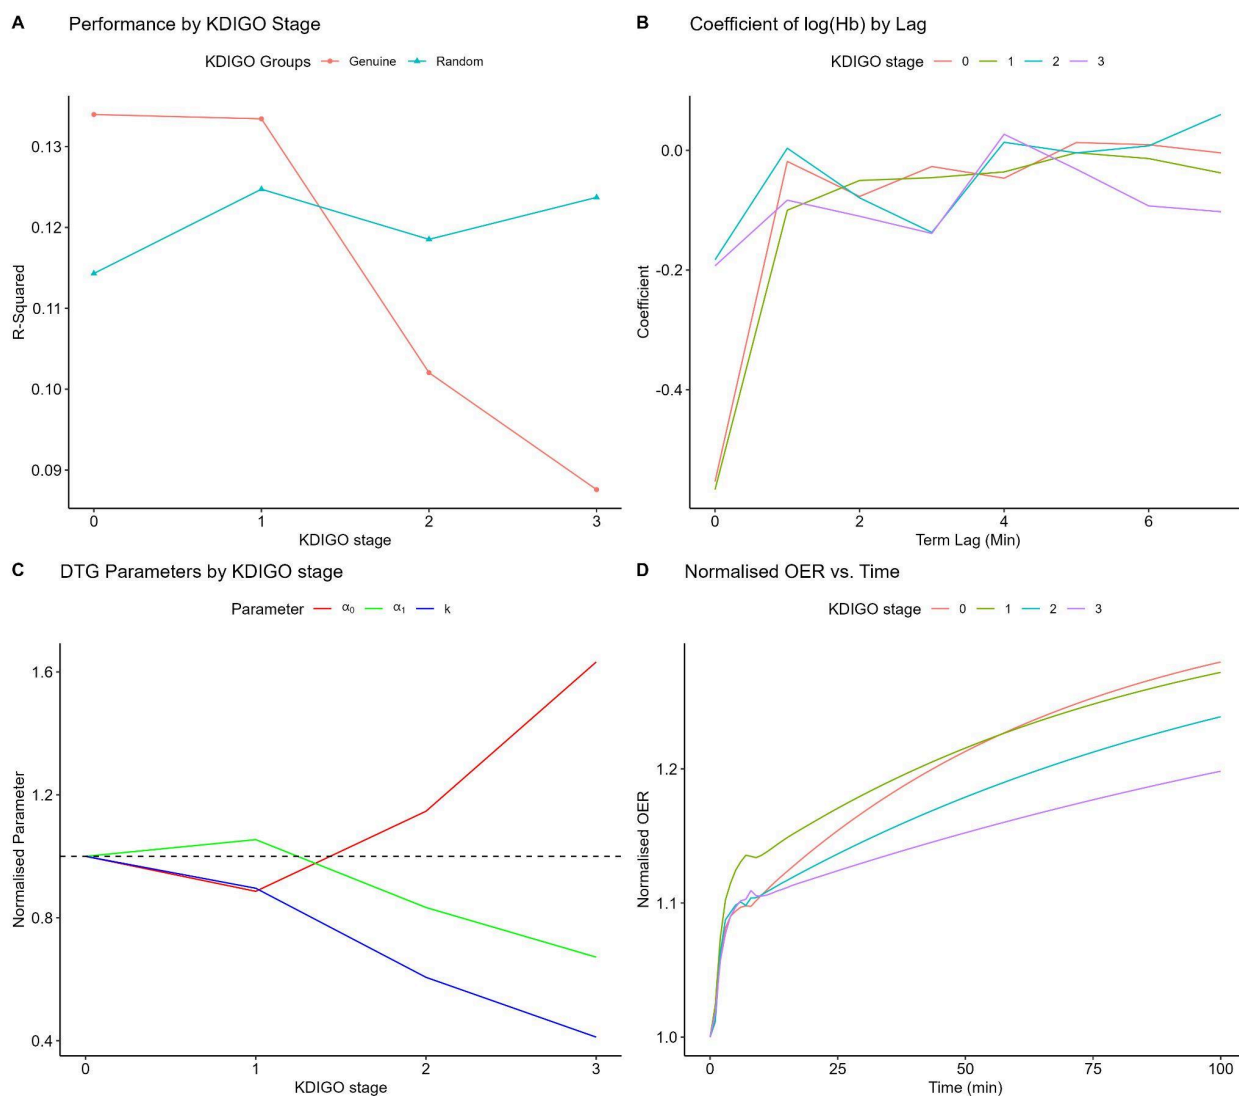 A Performance by KDIGO Stage
KDIGO Groups Genuine Random
0.13
0.12
0.11
0.10
0.09
R-Squared
0 1 2 3
KDIGO stage
B Coefficient of log(Hb) by Lag
KDIGO stage 0 1 2 3
0.0
-0.2
-0.4
Coefficient
0 2 4 6
Term Lag (Min)
C DTG Parameters by KDIGO stage
Parameter α₀ α₁ k
1.6
1.2
0.8
0.4
Normalised Parameter
0 1 2 3
KDIGO stage
D Normalised OER vs. Time
KDIGO stage 0 1 2 3
1.2
1.1
1.0
Normalised OER
0 25 50 75 100
Time (min)